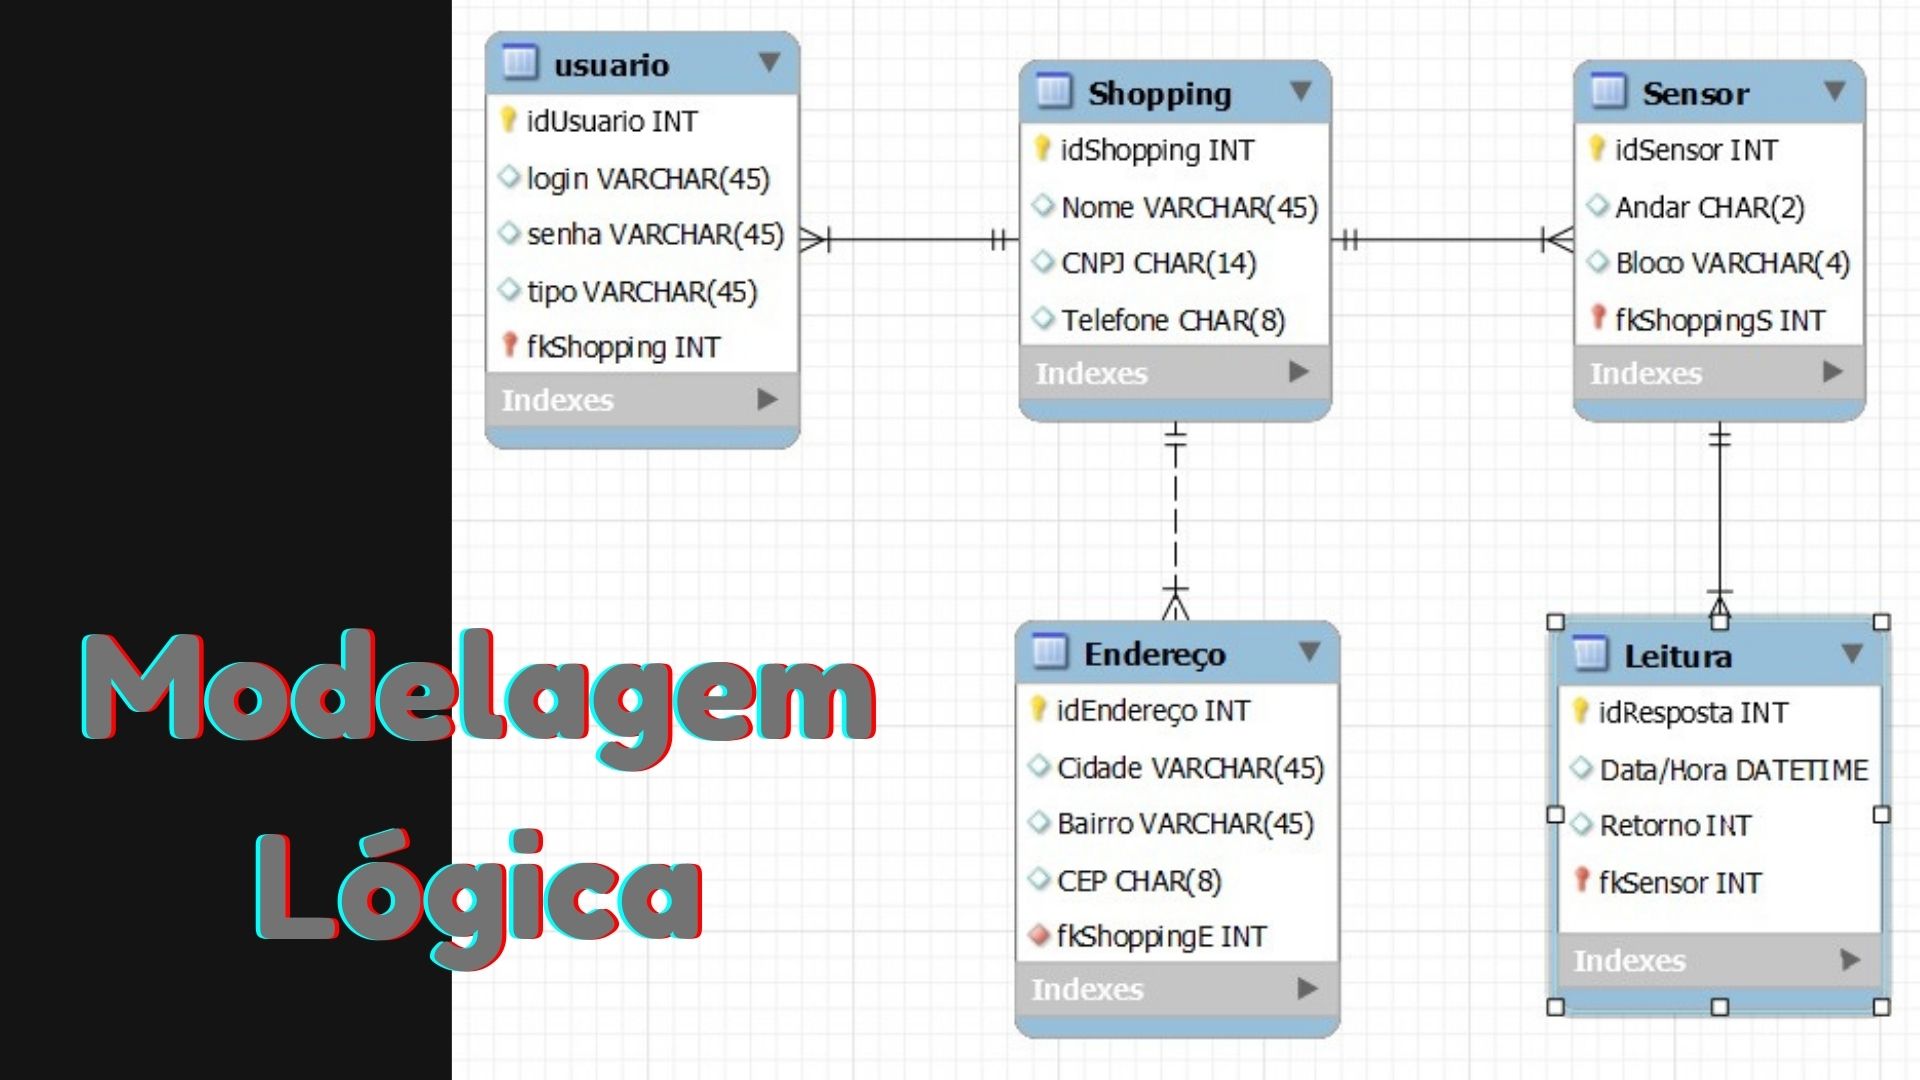 usuario
idUsuario INT
login VARCHAR(45)
senha VARCHAR(45)
tipo VARCHAR(45)
fkShopping INT
Indexes
Shopping
idShopping INT
Nome VARCHAR(45)
CNPJ CHAR(14)
Telefone CHAR(8)
Indexes
Sensor
idSensor INT
Andar CHAR(2)
Bloco VARCHAR(4)
fkShoppingS INT
Indexes
Modelagem
Lógica
Endereço
idEndereço INT
Cidade VARCHAR(45)
Bairro VARCHAR(45)
CEP CHAR(8)
fkShoppingE INT
Indexes
Leitura
idResposta INT
Data/Hora DATETIME
Retorno INT
fkSensor INT
Indexes